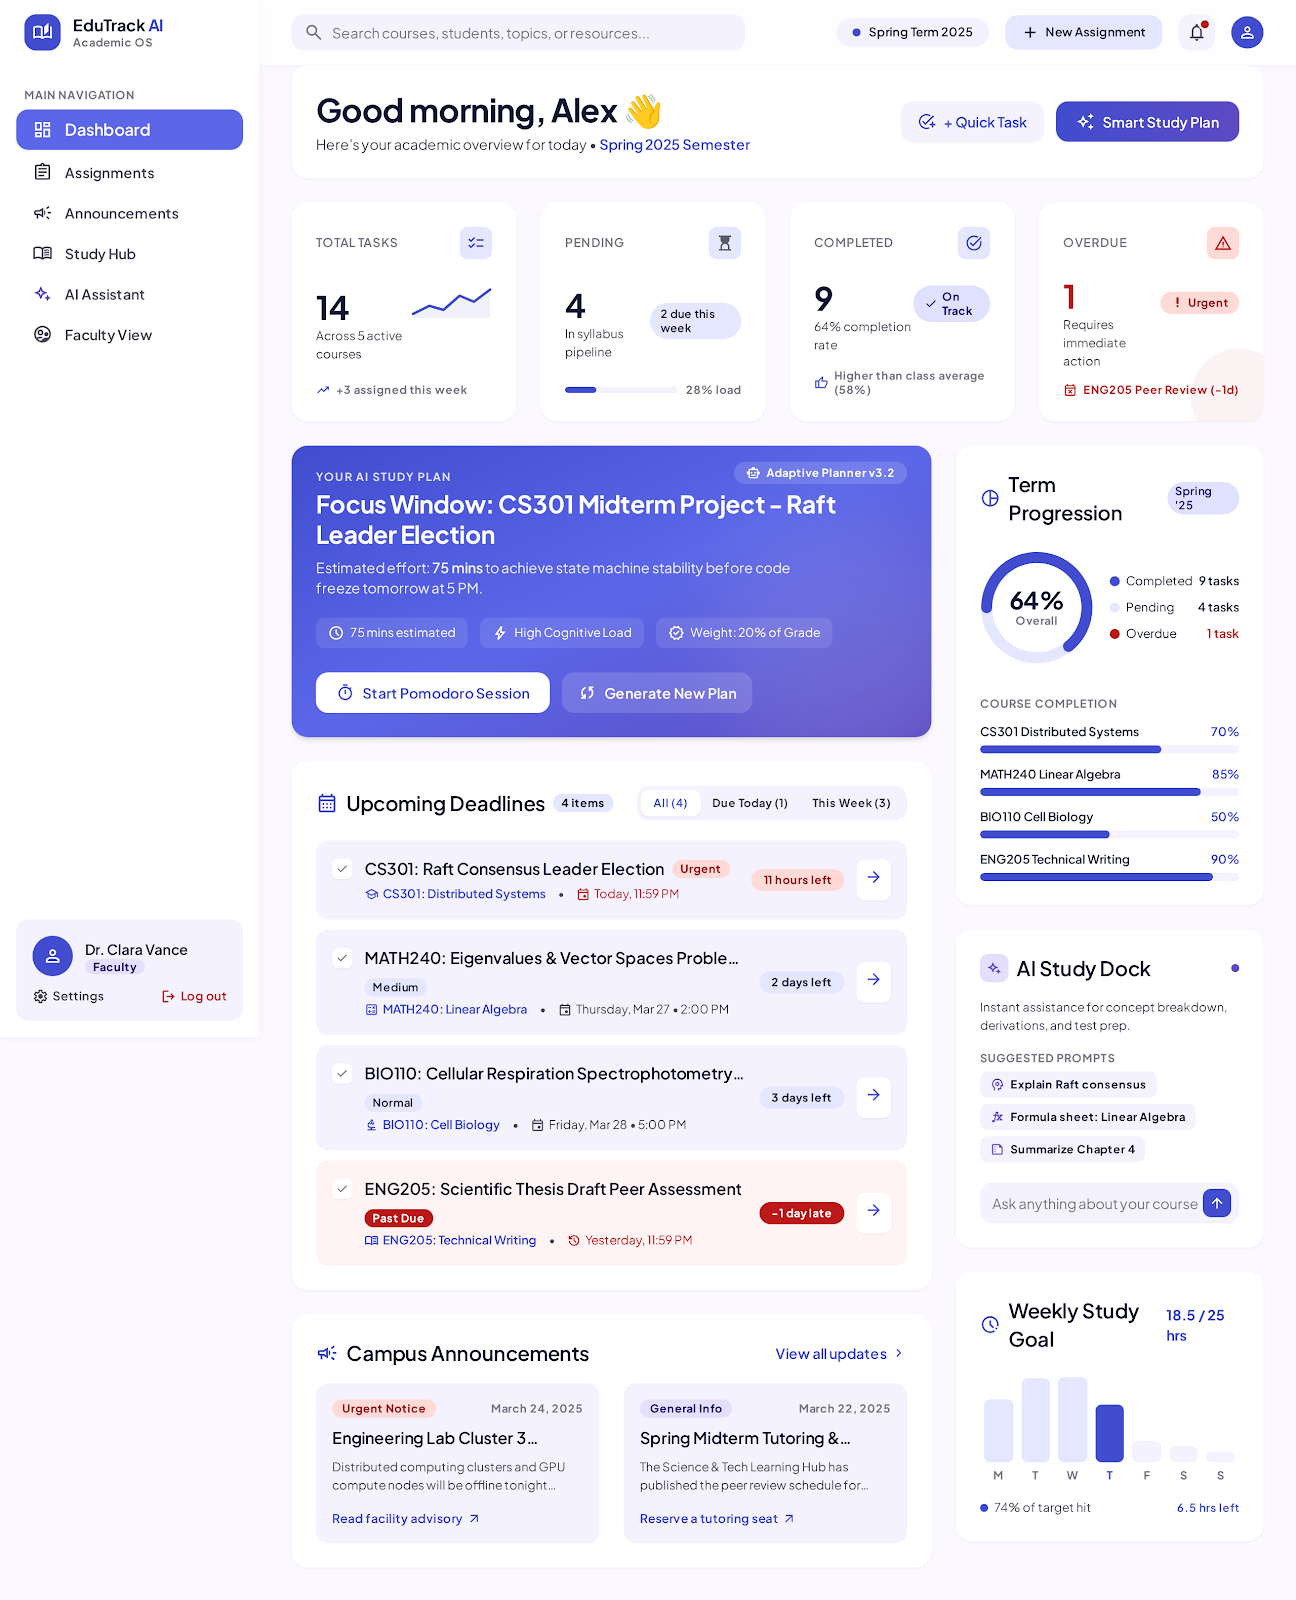 EduTrack AI
Academic OS
MAIN NAVIGATION
Dashboard
Assignments
Announcements
Study Hub
AI Assistant
Faculty View
Dr. Clara Vance
Faculty
Settings
Log out
Search courses, students, topics, or resources...
Spring Term 2025
New Assignment
Good morning, Alex 👋
Here's your academic overview for today • Spring 2025 Semester
+ Quick Task
Smart Study Plan
TOTAL TASKS
14
Across 5 active
courses
+3 assigned this week
PENDING
4
In syllabus
pipeline
2 due this
week
28% load
COMPLETED
9
64% completion
rate
On
Track
Higher than class average
(58%)
OVERDUE
1
Requires
immediate
action
! Urgent
ENG205 Peer Review (-1d)
YOUR AI STUDY PLAN
Adaptive Planner v3.2
Focus Window: CS301 Midterm Project – Raft
Leader Election
Estimated effort: 75 mins to achieve state machine stability before code
freeze tomorrow at 5 PM.
75 mins estimated
High Cognitive Load
Weight: 20% of Grade
Start Pomodoro Session
Generate New Plan
Upcoming Deadlines
4 items
All (4)
Due Today (1)
This Week (3)
CS301: Raft Consensus Leader Election
Urgent
CS301: Distributed Systems • Today, 11:59 PM
11 hours left
MATH240: Eigenvalues & Vector Spaces Proble...
Medium
MATH240: Linear Algebra • Thursday, Mar 27 • 2:00 PM
2 days left
BIO110: Cellular Respiration Spectrophotometry...
Normal
BIO110: Cell Biology • Friday, Mar 28 • 5:00 PM
3 days left
ENG205: Scientific Thesis Draft Peer Assessment
Past Due
ENG205: Technical Writing • Yesterday, 11:59 PM
-1 day late
Campus Announcements
View all updates
Urgent Notice
March 24, 2025
Engineering Lab Cluster 3...
Distributed computing clusters and GPU
compute nodes will be offline tonight...
Read facility advisory
General Info
March 22, 2025
Spring Midterm Tutoring &...
The Science & Tech Learning Hub has
published the peer review schedule for...
Reserve a tutoring seat
Term
Progression
Spring
'25
64%
Overall
Completed 9 tasks
Pending 4 tasks
Overdue 1 task
COURSE COMPLETION
CS301 Distributed Systems 70%
MATH240 Linear Algebra 85%
BIO110 Cell Biology 50%
ENG205 Technical Writing 90%
AI Study Dock
Instant assistance for concept breakdown,
derivations, and test prep.
SUGGESTED PROMPTS
Explain Raft consensus
Formula sheet: Linear Algebra
Summarize Chapter 4
Ask anything about your course
Weekly Study
Goal
18.5 / 25
hrs
M T W T F S S
74% of target hit
6.5 hrs left